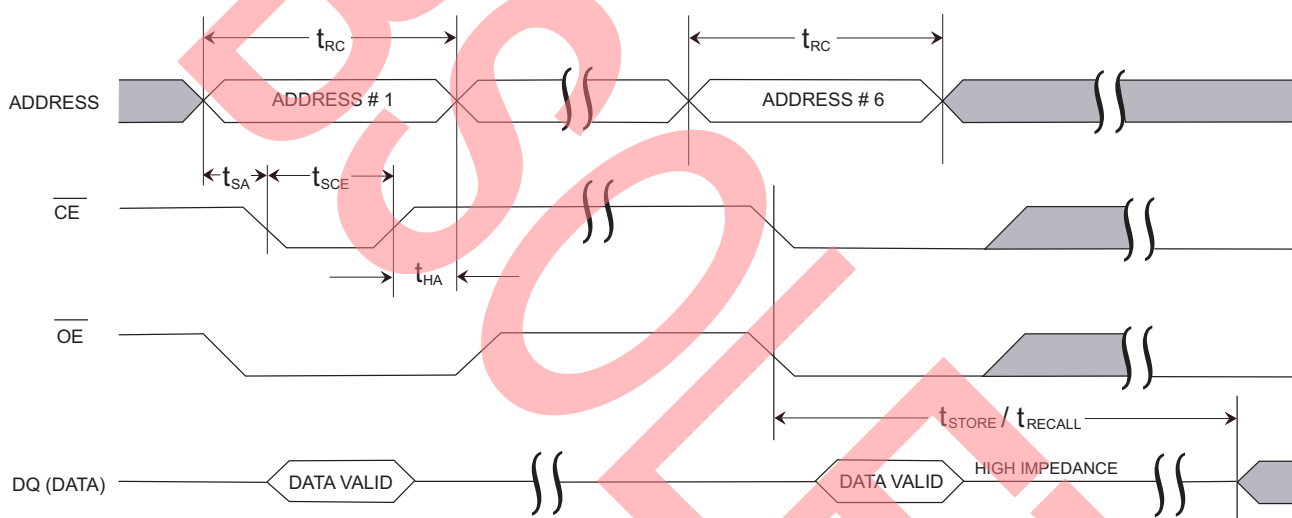 tRC
tRC
ADDRESS
ADDRESS # 1
ADDRESS # 6
tSA
tSCE
CE
tHA
OE
tSTORE / tRECALL
DQ (DATA)
DATA VALID
DATA VALID
HIGH IMPEDANCE